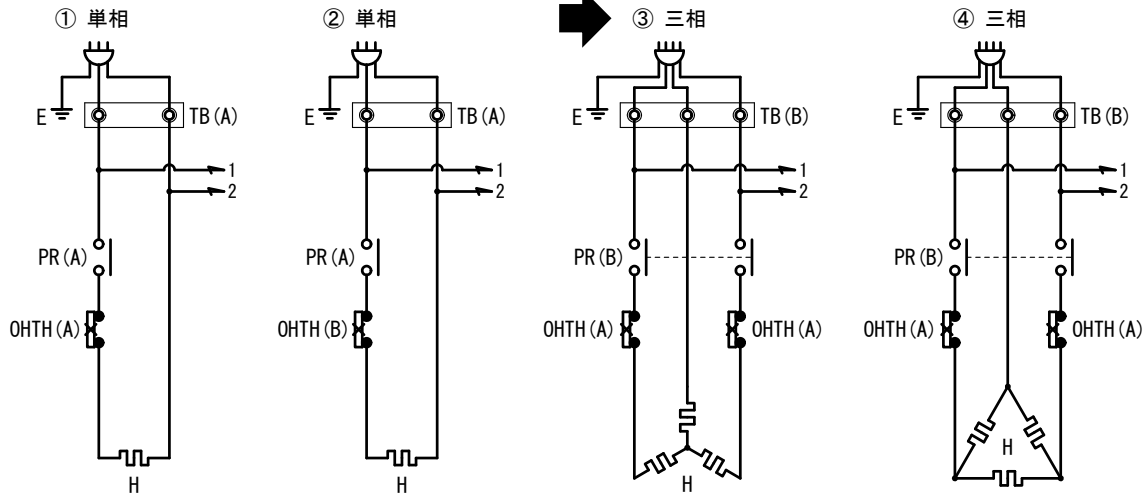 ① 単相
② 単相
③ 三相
④ 三相
E
TB(A)
E
TB(A)
E
TB(B)
E
TB(B)
1
2
1
2
1
2
1
2
PR(A)
PR(A)
PR(B)
PR(B)
OHTH(A)
OHTH(B)
OHTH(A)
OHTH(A)
OHTH(A)
OHTH(A)
H
H
H
H